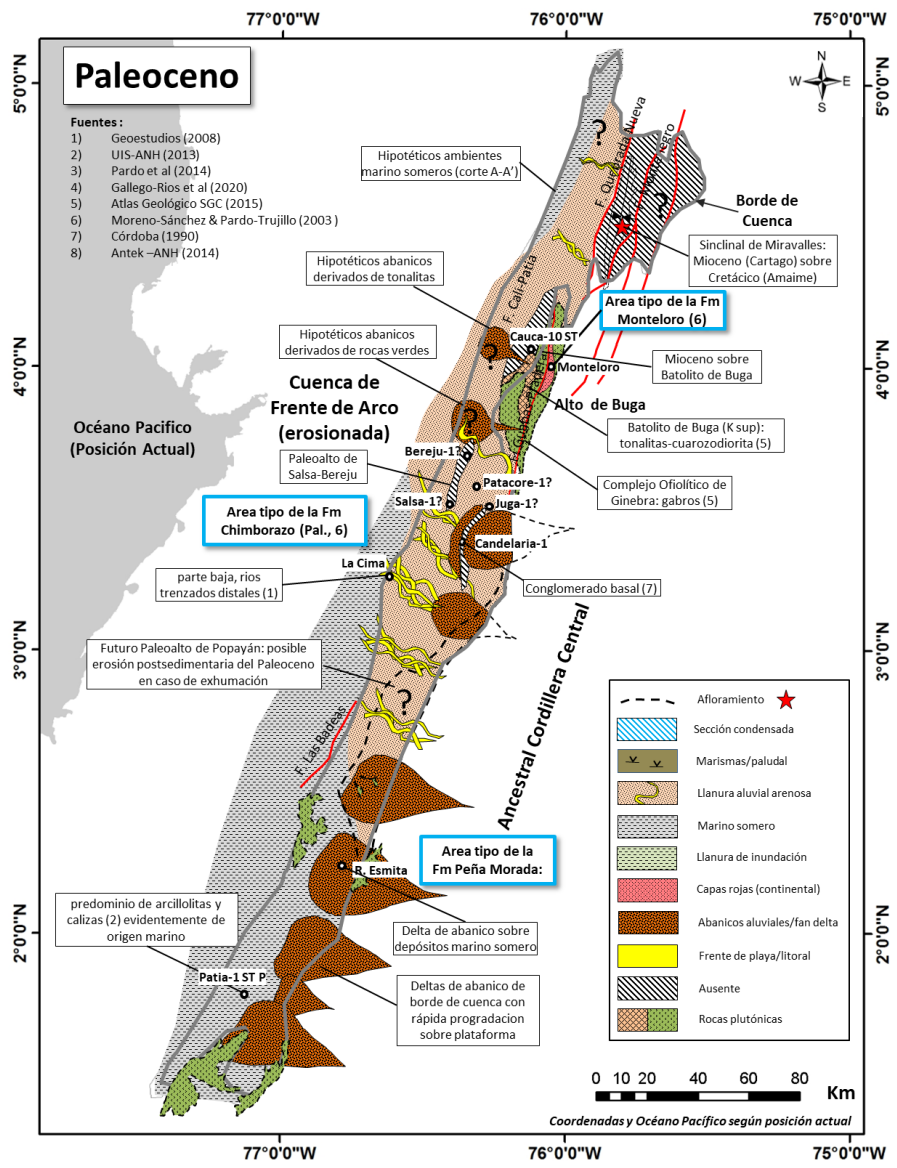 77°0'0"W
76°0'0"W
75°0'0"W
5°0'0"N
5°0'0"N
Paleoceno
N
W
E
S
Fuentes :
1) Geoestudios (2008)
2) UIS-ANH (2013)
3) Pardo et al (2014)
4) Gallego-Rios et al (2020)
5) Atlas Geológico SGC (2015)
6) Moreno-Sánchez & Pardo-Trujillo (2003 )
7) Córdoba (1990)
8) Antek –ANH (2014)
?
F. Quebrada Nueva
Hipotéticos ambientes
marino someros (corte A-A’)
?
?
Borde de
Cuenca
Sinclinal de Miravalles:
Mioceno (Cartago) sobre
Cretácico (Amaime)
Hipotéticos abanicos
derivados de tonalitas
F. Cali-Patía
Area tipo de la Fm
Monteloro (6)
Hipotéticos abanicos
derivados de rocas verdes
Cauca-10 ST
?
Mioceno sobre
Batolito de Buga
Monteloro
4°0'0"N
4°0'0"N
Cuenca de
Frente de Arco
(erosionada)
Alto de Buga
Océano Pacifico
(Posición Actual)
?
Batolito de Buga (K sup):
tonalitas-cuarozodiorita (5)
Paleoalto de
Salsa-Bereju
Bereju-1?
Patacore-1?
Complejo Ofiolítico de
Ginebra: gabros (5)
Salsa-1?
Juga-1?
Area tipo de la Fm
Chimborazo (Pal., 6)
Candelaria-1
La Cima
parte baja, rios
trenzados distales (1)
Conglomerado basal (7)
3°0'0"N
3°0'0"N
Futuro Paleoalto de Popayán: posible
erosión postsedimentaria del Paleoceno
en caso de exhumación
?
F. Las Badeas
Ancestral Cordillera Central
Afloramiento
Sección condensada
Marismas/paludal
Llanura aluvial arenosa
Marino somero
Llanura de inundación
Capas rojas (continental)
Abanicos aluviales/fan delta
Frente de playa/litoral
Ausente
Rocas plutónicas
Area tipo de la
Fm Peña Morada:
R. Esmita
predominio de arcillolitas y
calizas (2) evidentemente de
origen marino
Delta de abanico sobre
depósitos marino somero
2°0'0"N
2°0'0"N
Patia-1 ST P
Deltas de abanico de
borde de cuenca con
rápida progradacion
sobre plataforma
0 10 20 40 60 80
Km
Coordenadas y Océano Pacífico según posición actual
77°0'0"W
76°0'0"W
75°0'0"W